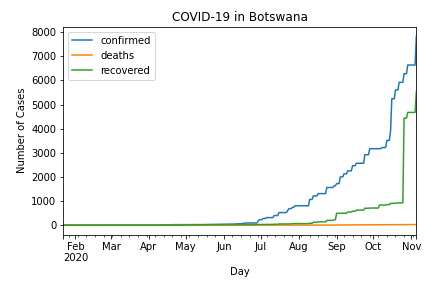 COVID-19 in Botswana
confirmed
deaths
recovered
Number of Cases
8000
7000
6000
5000
4000
3000
2000
1000
0
Feb Mar Apr May Jun Jul Aug Sep Oct Nov
2020
Day